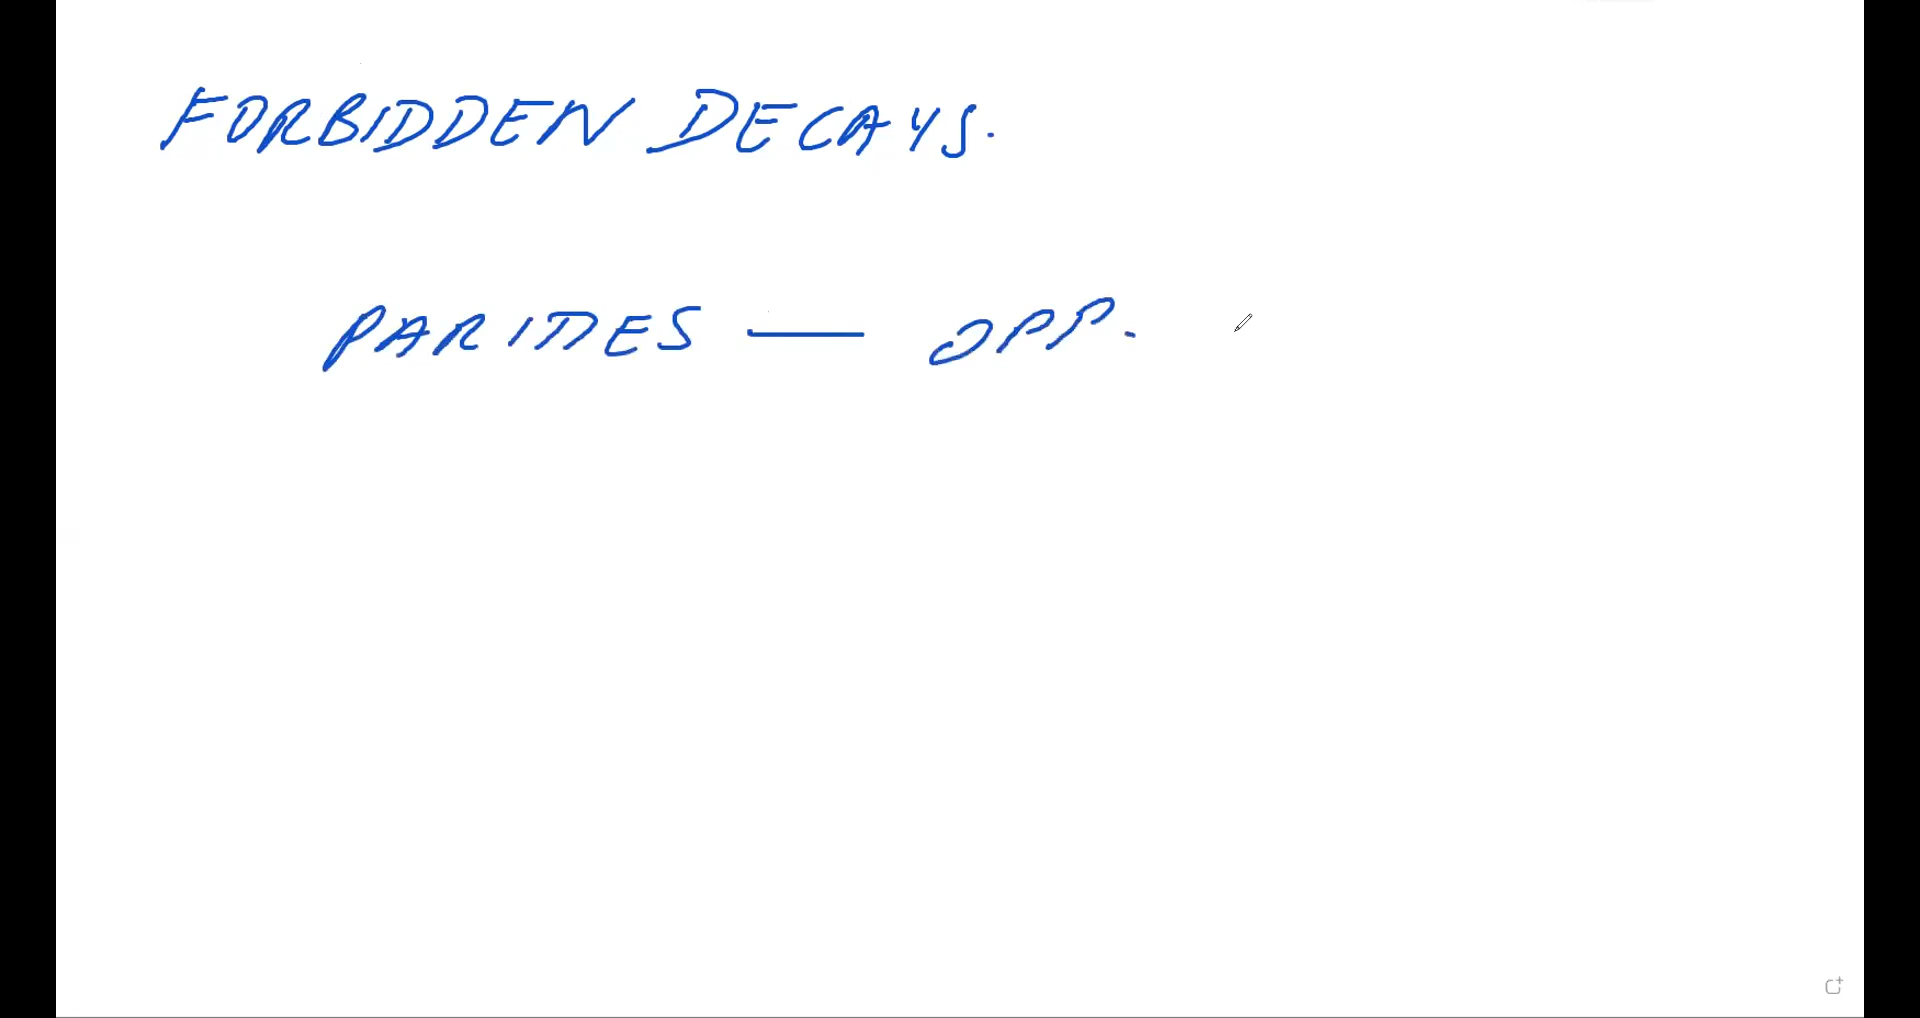 FORBIDDEN DECAYS.
PARITIES — OPP.